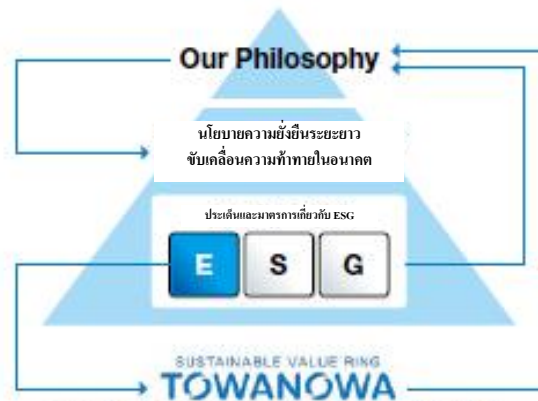 Our Philosophy
นโยบายความยั่งยืนระยะยาว
ขับเคลื่อนความท้าทายในอนาคต
ประเด็นและมาตรการเกี่ยวกับ ESG
E S G
SUSTAINABLE VALUE RING
TOWANOWA